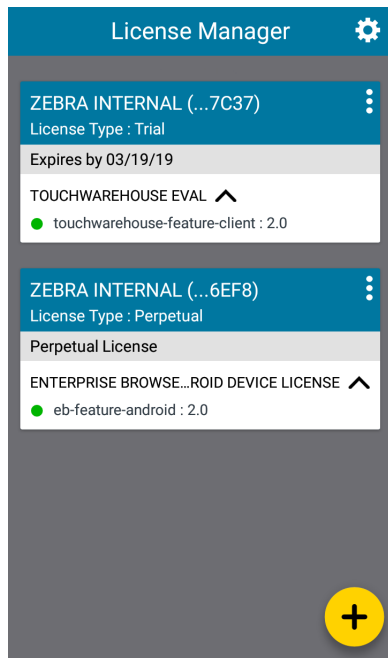 License Manager
ZEBRA INTERNAL (...7C37)
License Type : Trial
Expires by 03/19/19
TOUCHWAREHOUSE EVAL
touchwarehouse-feature-client : 2.0
ZEBRA INTERNAL (...6EF8)
License Type : Perpetual
Perpetual License
ENTERPRISE BROWSE...ROID DEVICE LICENSE
eb-feature-android : 2.0